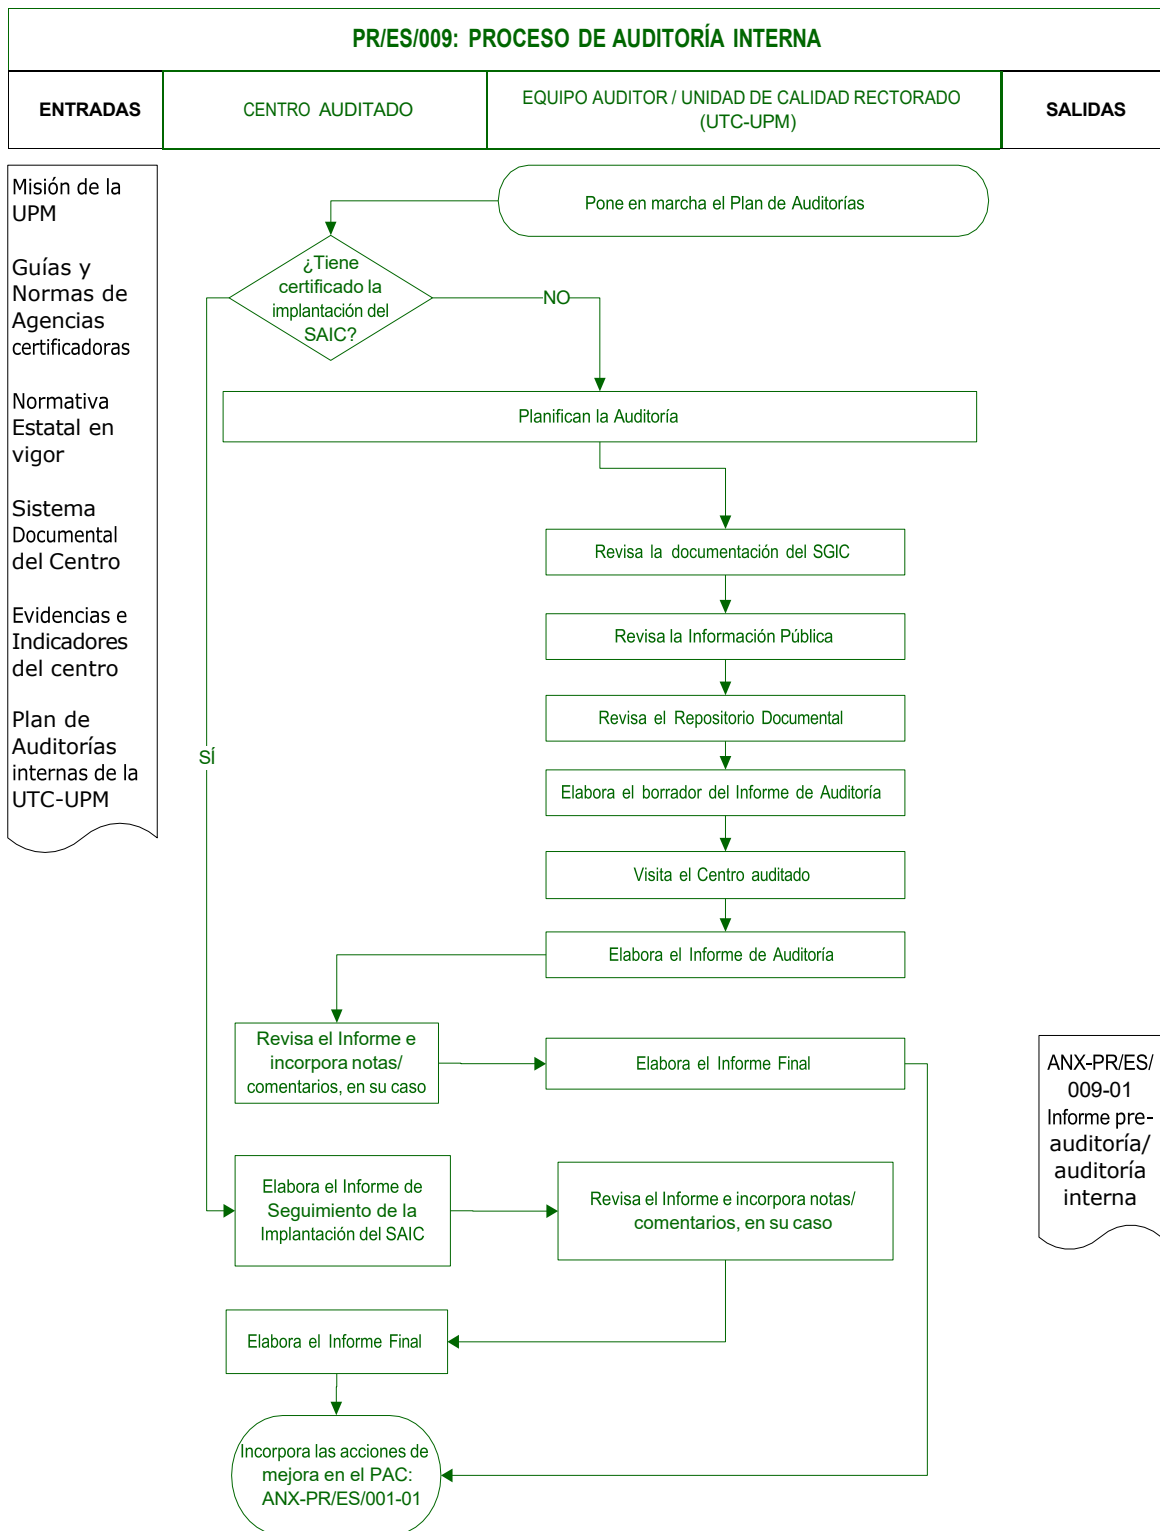 PR/ES/009: PROCESO DE AUDITORÍA INTERNA
ENTRADAS
CENTRO AUDITADO
EQUIPO AUDITOR / UNIDAD DE CALIDAD RECTORADO
(UTC-UPM)
SALIDAS
Misión de la
UPM
Guías y
Normas de
Agencias
certificadoras
Normativa
Estatal en
vigor
Sistema
Documental
del Centro
Evidencias e
Indicadores
del centro
Plan de
Auditorías
internas de la
UTC-UPM
Pone en marcha el Plan de Auditorías
¿Tiene
certificado la
implantación del
SAIC?
NO
Planifican la Auditoría
Revisa la documentación del SGIC
Revisa la Información Pública
Revisa el Repositorio Documental
SÍ
Elabora el borrador del Informe de Auditoría
Visita el Centro auditado
Elabora el Informe de Auditoría
Revisa el Informe e
incorpora notas/
comentarios, en su caso
Elabora el Informe Final
ANX-PR/ES/
009-01
Informe pre-
auditoría/
auditoría
interna
Elabora el Informe de
Seguimiento de la
Implantación del SAIC
Revisa el Informe e incorpora notas/
comentarios, en su caso
Elabora el Informe Final
Incorpora las acciones de
mejora en el PAC:
ANX-PR/ES/001-01